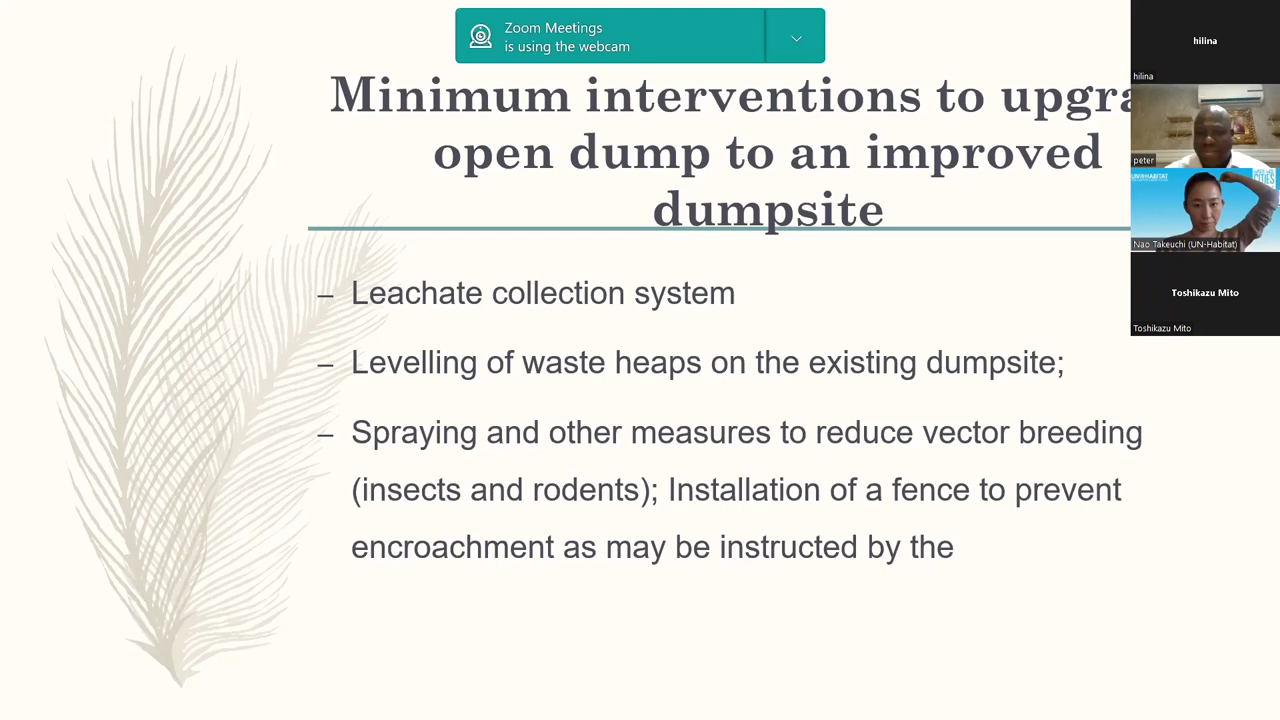 Zoom Meetings
is using the webcam
Minimum interventions to upgra
open dump to an improved
dumpsite
– Leachate collection system
– Levelling of waste heaps on the existing dumpsite;
– Spraying and other measures to reduce vector breeding
(insects and rodents); Installation of a fence to prevent
encroachment as may be instructed by the
hilina
hilina
peter
UN-HABITAT
Nao Takeuchi (UN-Habitat)
Toshikazu Mito
Toshikazu Mito